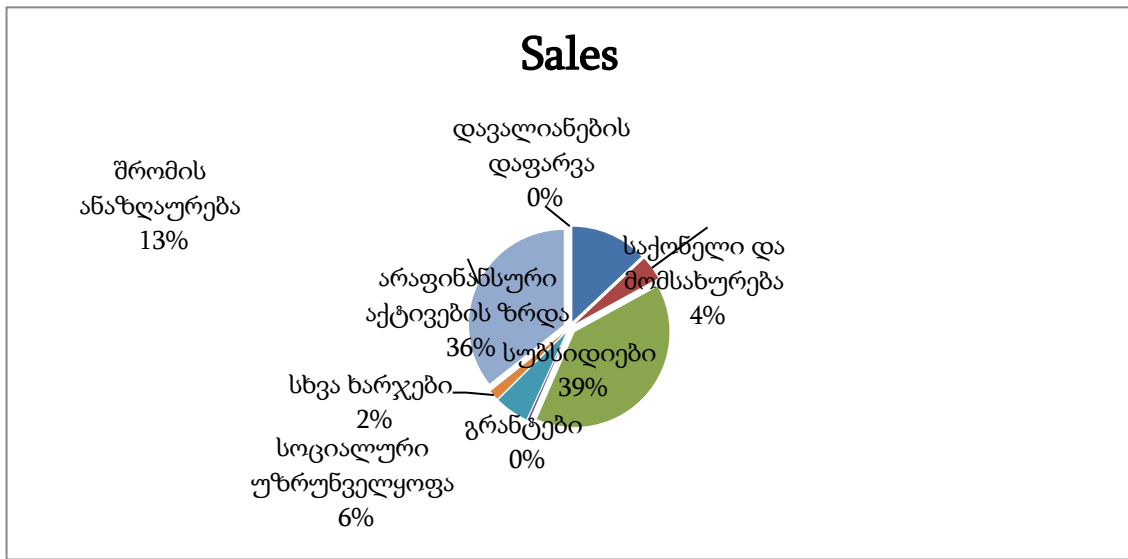 Sales
დავალიანების
დაფარვა
0%
შრომის
ანაზღაურება
13%
საქონელი და
მომსახურება
4%
არაფინანსური
აქტივების ზრდა
36%
სუბსიდიები
39%
სხვა ხარჯები
2%
გრანტები
0%
სოციალური
უზრუნველყოფა
6%